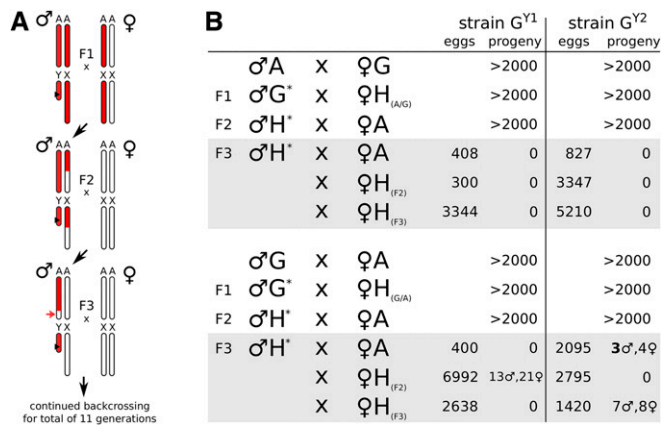 A
♂ AA AA ♀
F1
x
YX XX
♂ AA AA ♀
F2
x
YX XX
♂ AA AA ♀
F3
x
YX XX
continued backcrossing
for total of 11 generations
B
strain G^Y1 strain G^Y2
eggs progeny eggs progeny
♂A X ♀G >2000 >2000
F1 ♂G* X ♀H(A/G) >2000 >2000
F2 ♂H* X ♀A >2000 >2000
F3 ♂H* X ♀A 408 0 827 0
X ♀H(F2) 300 0 3347 0
X ♀H(F3) 3344 0 5210 0
♂G X ♀A >2000 >2000
F1 ♂G* X ♀H(G/A) >2000 >2000
F2 ♂H* X ♀A >2000 >2000
F3 ♂H* X ♀A 400 0 2095 3♂,4♀
X ♀H(F2) 6992 13♂,21♀ 2795 0
X ♀H(F3) 2638 0 1420 7♂,8♀